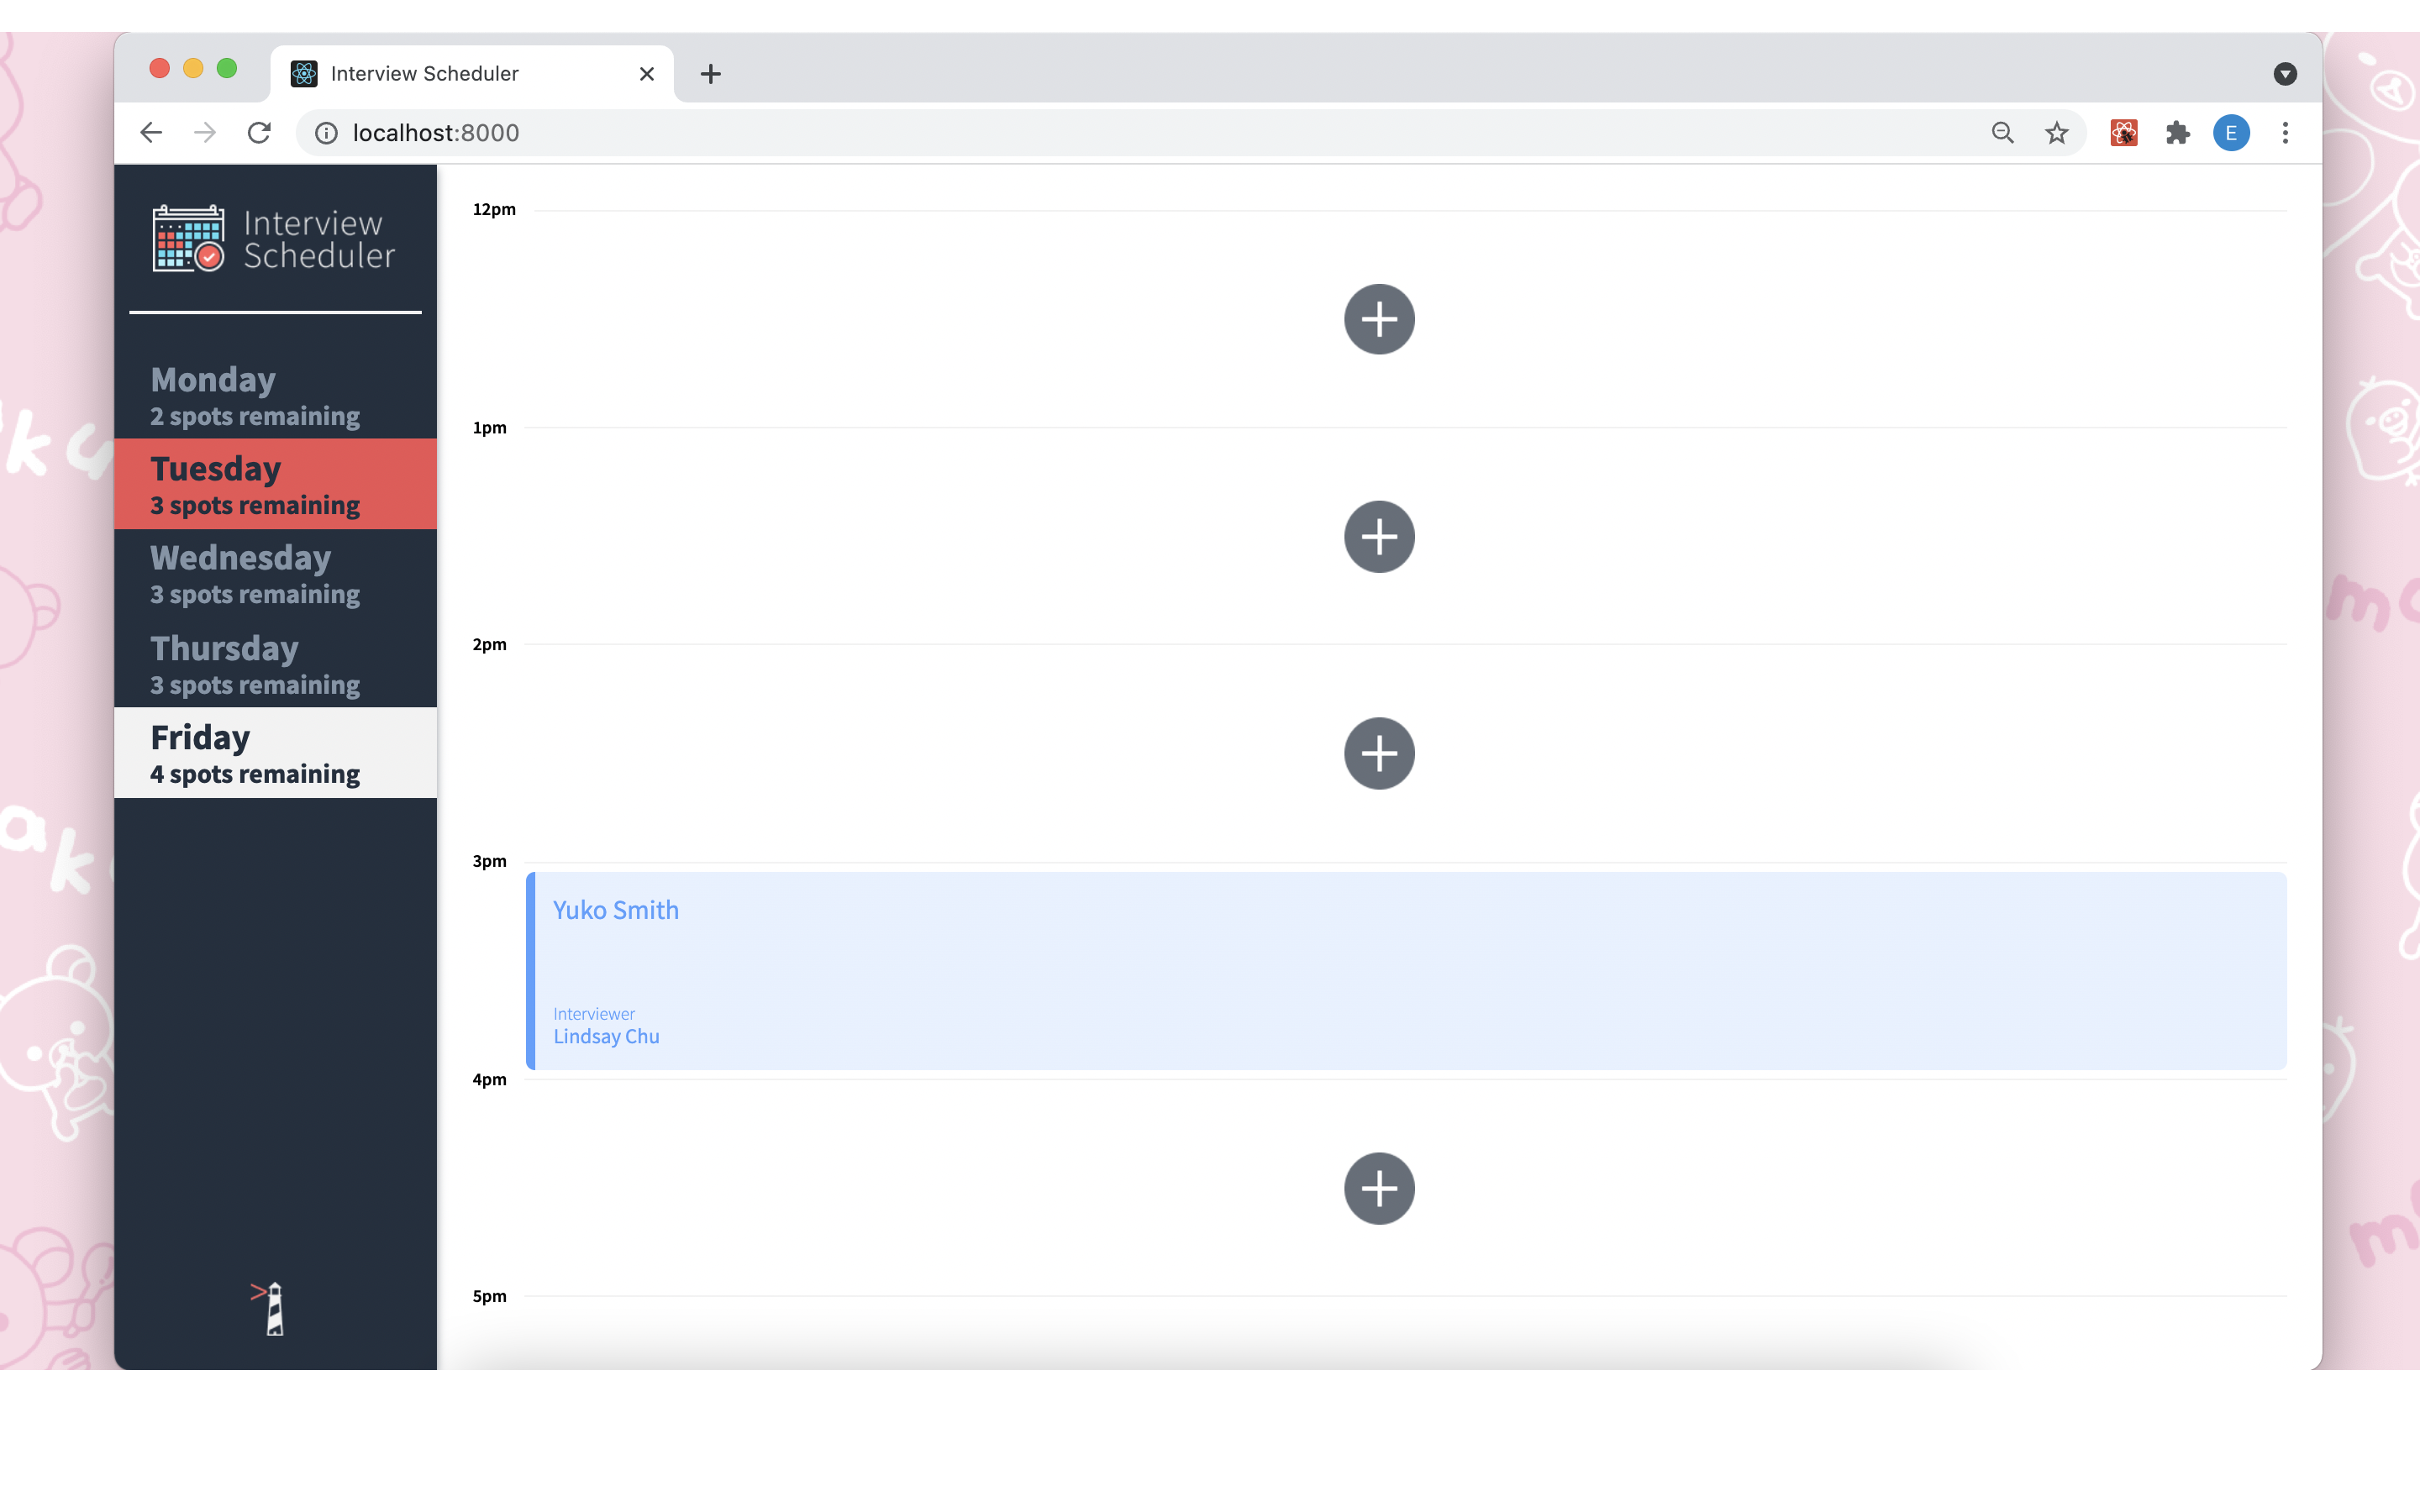 Interview Scheduler
localhost:8000
E
Interview
Scheduler
Monday
2 spots remaining
Tuesday
3 spots remaining
Wednesday
3 spots remaining
Thursday
3 spots remaining
Friday
4 spots remaining
12pm
1pm
2pm
3pm
Yuko Smith
Interviewer
Lindsay Chu
4pm
5pm